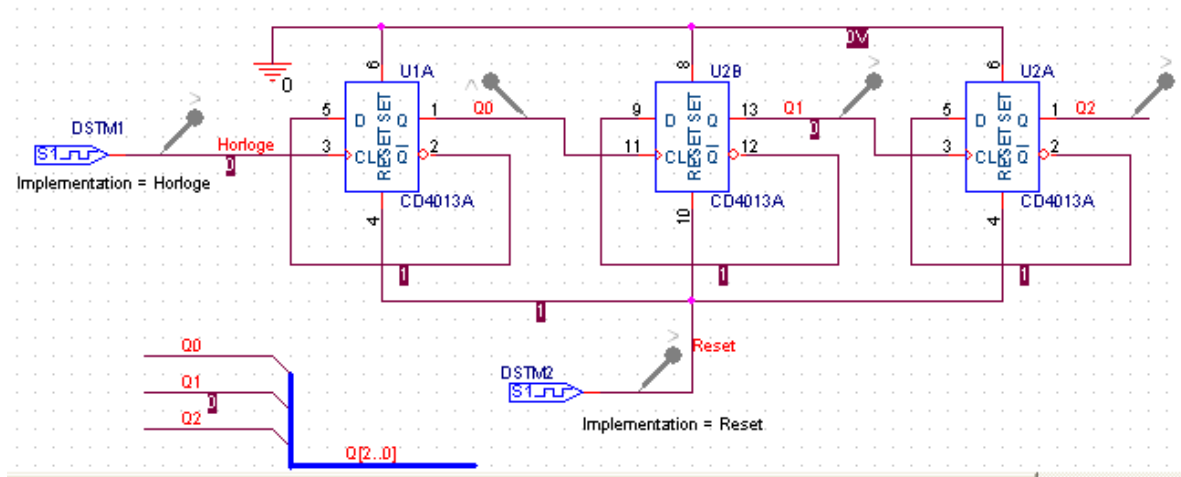 0V
0
6
U1A
8
U2B
6
U2A
5
D
SET
Q
1
Q0
9
D
SET
Q
13
Q1
0
5
D
SET
Q
1
Q2
DSTM1
S1
Horloge
0
3
CL
RESET
Q
2
11
CL
RESET
Q
12
3
CL
RESET
Q
2
Implementation = Horloge
4
CD4013A
10
CD4013A
4
CD4013A
1
1
1
1
Reset
DSTM2
S1
Implementation = Reset
Q0
Q1
0
Q2
Q[2..0]